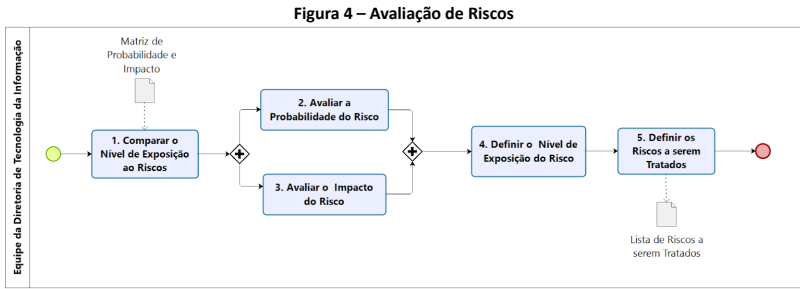 Figura 4 – Avaliação de Riscos
Equipe da Diretoria de Tecnologia da Informação
Matriz de
Probabilidade e
Impacto
1. Comparar o
Nível de Exposição
ao Riscos
2. Avaliar a
Probabilidade do Risco
3. Avaliar o Impacto
do Risco
4. Definir o Nível de
Exposição do Risco
5. Definir os
Riscos a serem
Tratados
Lista de Riscos a
serem Tratados